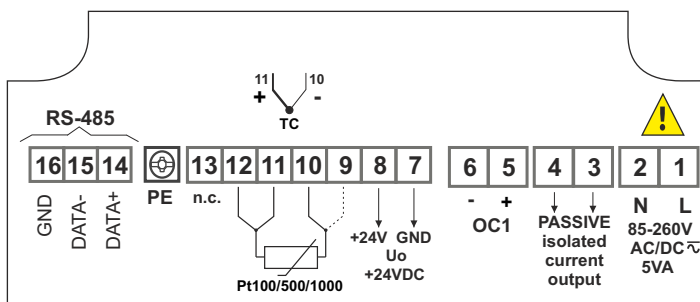 11 10
+ -
TC
RS-485
16 15 14 13 12 11 10 9 8 7 6 5 4 3 2 1
GND
DATA-
DATA+
PE
n.c.
Pt100/500/1000
+24V GND
Uo
+24VDC
- +
OC1
PASSIVE
isolated
current
output
!
N L
85-260V
AC/DC
5VA